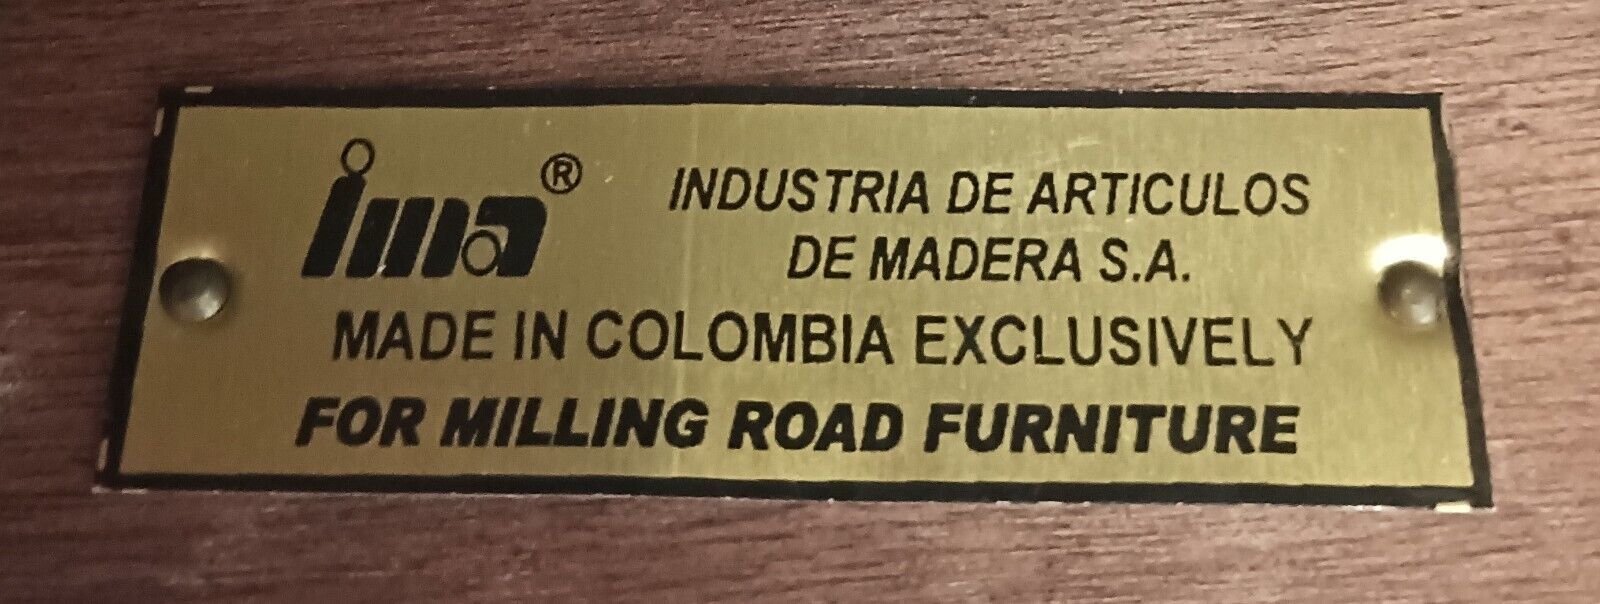 ima®
INDUSTRIA DE ARTICULOS
DE MADERA S.A.
MADE IN COLOMBIA EXCLUSIVELY
FOR MILLING ROAD FURNITURE